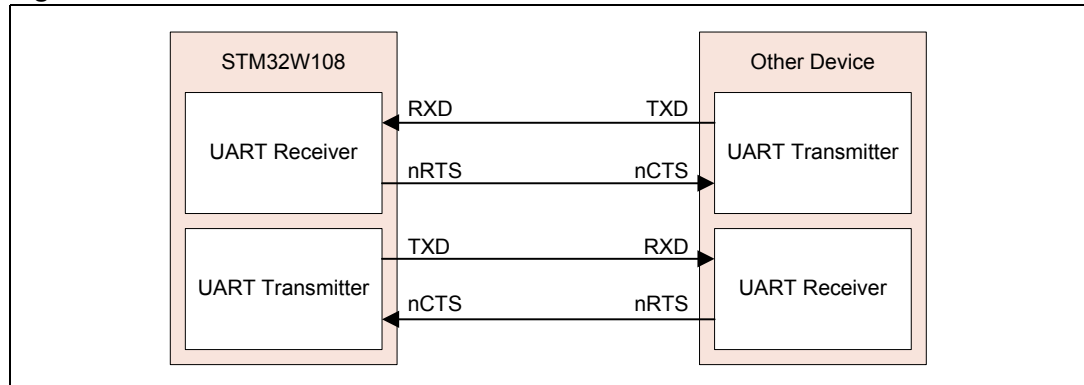 STM32W108 Other Device
RXD TXD
UART Receiver UART Transmitter
nRTS nCTS
TXD RXD
UART Transmitter UART Receiver
nCTS nRTS